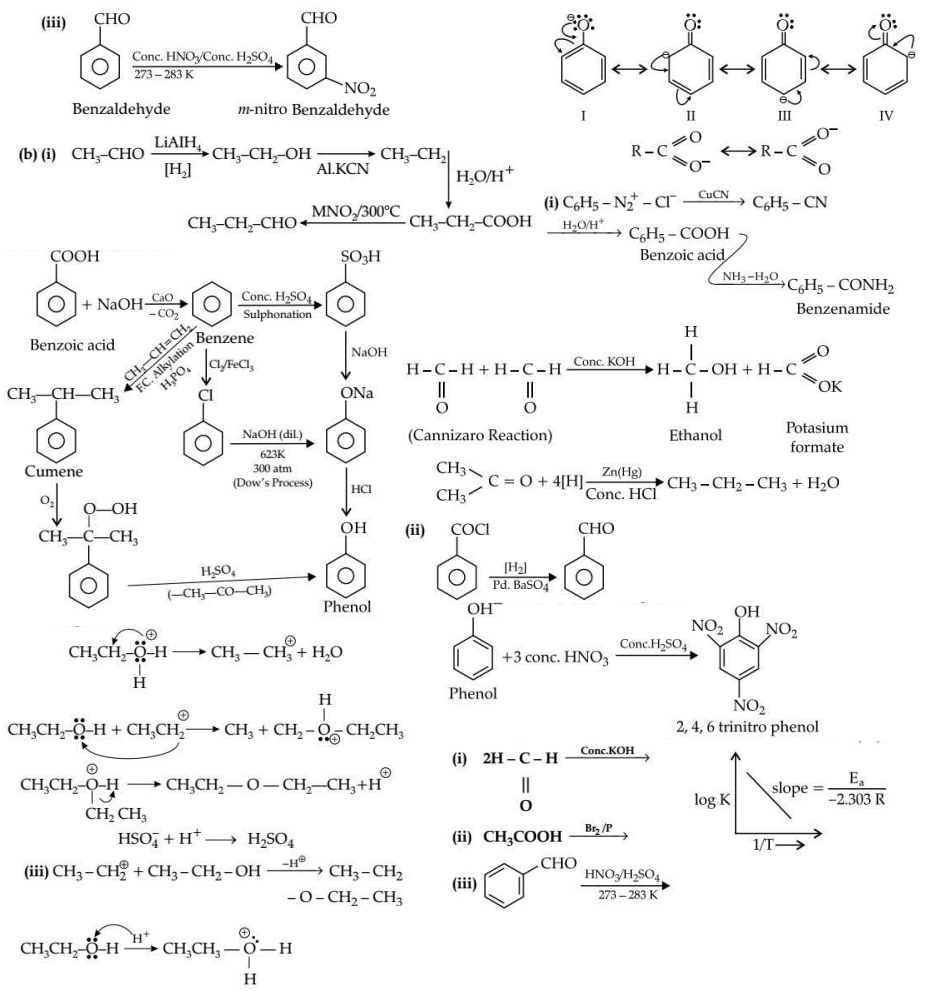 (iii) CHO CHO
Conc. HNO3/Conc. H2SO4
273 – 283 K
NO2
Benzaldehyde m-nitro Benzaldehyde
(b) (i) CH3–CHO LiAlH4 [H2] CH3–CH2–OH Al.KCN CH3–CH2
H2O/H+
CH3–CH2–CHO MNO2/300°C CH3–CH2–COOH
COOH SO3H
+ NaOH CaO – CO2 Conc. H2SO4 Sulphonation
Benzoic acid Benzene
CH3–CH=CH2
F.C. Alkylation
H3PO4
Cl2/FeCl3 NaOH
CH3–CH–CH3 Cl ONa
NaOH (dil.)
623K
300 atm
(Dow's Process)
Cumene
O2 HCl
O–OH
CH3–C–CH3 OH
H2SO4
(–CH3–CO–CH3)
Phenol
CH3CH2–O–H CH3 – CH3 + H2O
⊕ ⊕
H
H
CH3CH2–O–H + CH3CH2 ⊕ CH3 + CH2–O–CH2CH3
⊕
⊕
CH3CH2–O–H CH3CH2 – O – CH2–CH3+H ⊕
CH2 CH3
HSO4– + H+ H2SO4
(iii) CH3 – CH2⊕ + CH3–CH2–OH –H⊕ CH3–CH2
– O – CH2–CH3
CH3CH2–O–H H+ CH3CH3 – O – H
⊕
H
⊖ O O O O
⊖ ⊖ ⊖
I II III IV
R – C O O– R – C O– O
(i) C6H5 – N2+ – Cl– CuCN C6H5 – CN
H2O/H+ C6H5 – COOH
Benzoic acid
NH3 –H2O C6H5 – CONH2
Benzenamide
H
H–C–H + H–C–H Conc. KOH H–C–OH + H–C O OK
O O H
(Cannizaro Reaction) Ethanol Potasium
formate
CH3
CH3 C = O + 4[H] Zn(Hg) Conc. HCl CH3 – CH2 – CH3 + H2O
(ii) COCl CHO
[H2]
Pd. BaSO4
OH– OH
NO2 NO2
+3 conc. HNO3 Conc.H2SO4
Phenol
NO2
2, 4, 6 trinitro phenol
(i) 2H – C – H Conc.KOH
O
(ii) CH3COOH Br2 /P
(iii) CHO
HNO3/H2SO4
273 – 283 K
log K
slope = Ea
–2.303 R
1/T